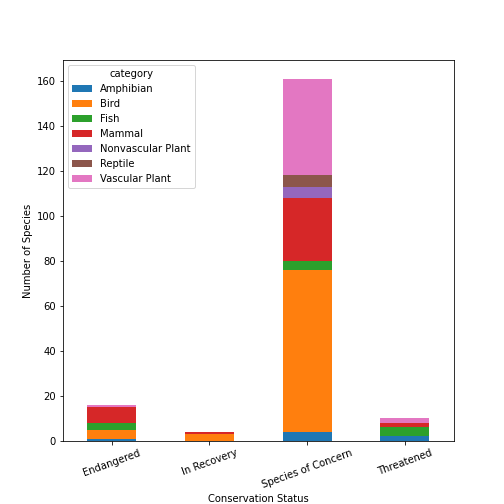 category
Amphibian
Bird
Fish
Mammal
Nonvascular Plant
Reptile
Vascular Plant
160
140
120
100
80
60
40
20
0
Number of Species
Endangered
In Recovery
Species of Concern
Threatened
Conservation Status